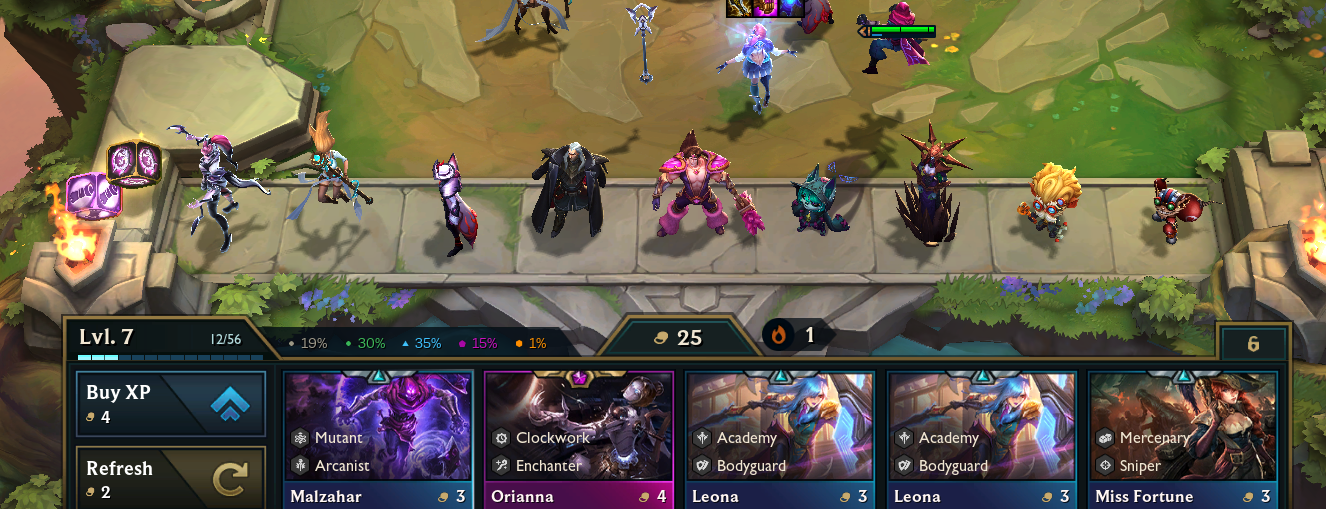 Lvl. 7
12/56
19%
30%
35%
15%
1%
25
1
6
Buy XP
4
Refresh
2
Mutant
Arcanist
Malzahar
3
Clockwork
Enchanter
Orianna
4
Academy
Bodyguard
Leona
3
Academy
Bodyguard
Leona
3
Mercenary
Sniper
Miss Fortune
3